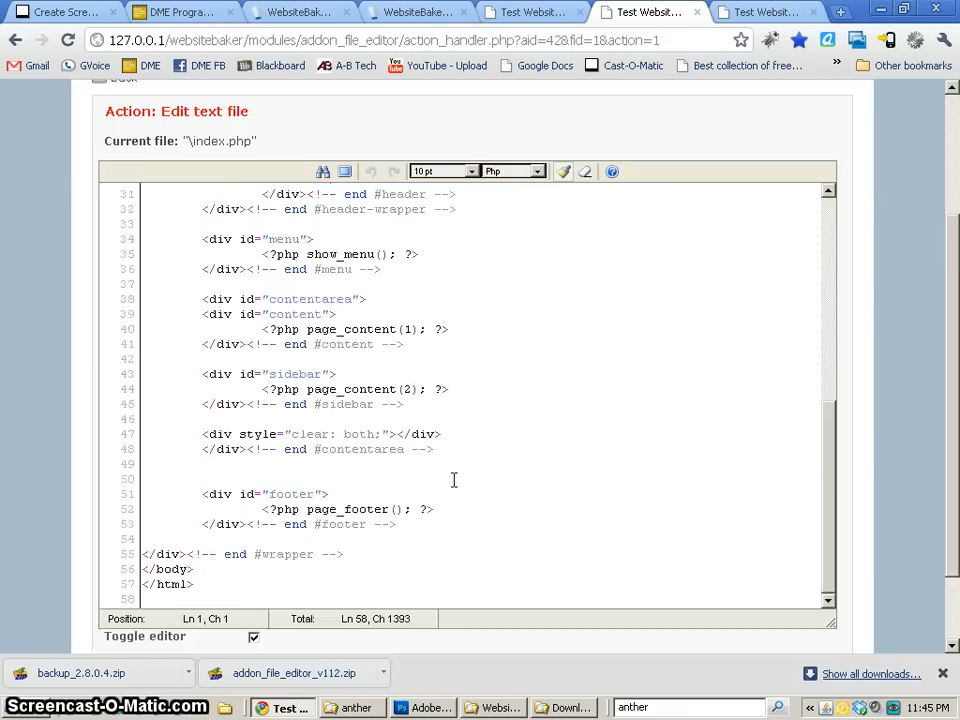 Create Scre...
DME Progra...
WebsiteBak...
WebsiteBake...
Test Websit...
Test Websit...
Test Websit...
127.0.0.1/websitebaker/modules/addon_file_editor/action_handler.php?aid=42&fid=1&action=1
Gmail
GVoice
DME
DME FB
Blackboard
A-B Tech
YouTube - Upload
Google Docs
Cast-O-Matic
Best collection of free...
Other bookmarks
Back
Action: Edit text file
Current file: "\index.php"
10 pt
Php
31 </div><!-- end #header -->
32 </div><!-- end #header-wrapper -->
33
34 <div id="menu">
35 <?php show_menu(); ?>
36 </div><!-- end #menu -->
37
38 <div id="contentarea">
39 <div id="content">
40 <?php page_content(1); ?>
41 </div><!-- end #content -->
42
43 <div id="sidebar">
44 <?php page_content(2); ?>
45 </div><!-- end #sidebar -->
46
47 <div style="clear: both;"></div>
48 </div><!-- end #contentarea -->
49
50
51 <div id="footer">
52 <?php page_footer(); ?>
53 </div><!-- end #footer -->
54
55 </div><!-- end #wrapper -->
56 </body>
57 </html>
58
Position: Ln 1, Ch 1 Total: Ln 58, Ch 1393
Toggle editor
backup_2.8.0.4.zip
addon_file_editor_v112.zip
Show all downloads...
Screencast-O-Matic.com
Test ...
anther
Adobe...
Websi...
Downl...
anther
11:45 PM